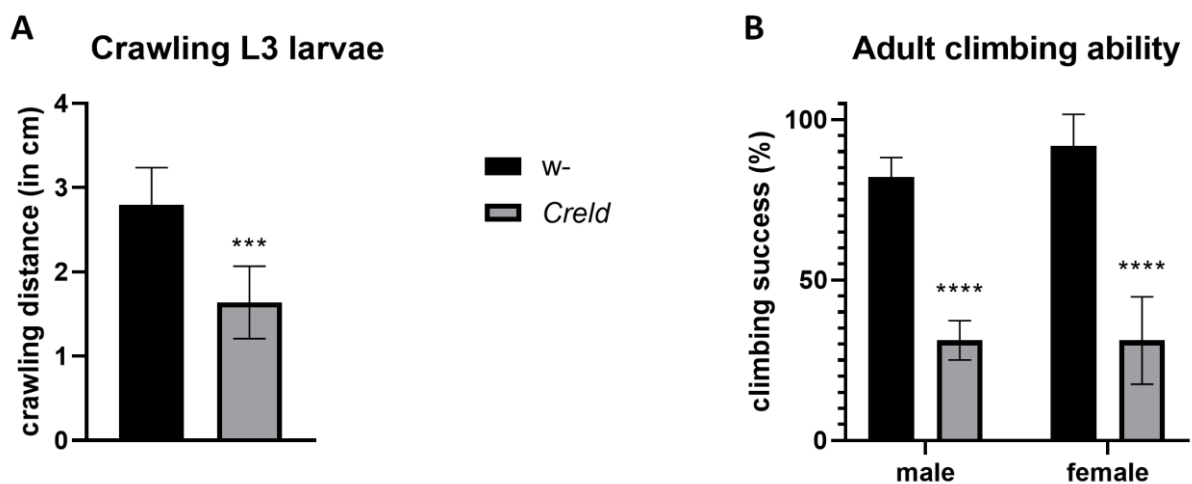 A
Crawling L3 larvae
crawling distance (in cm)
4
3
2
1
0
***
w-
Creld
B
Adult climbing ability
climbing success (%)
100
50
0
****
****
male
female